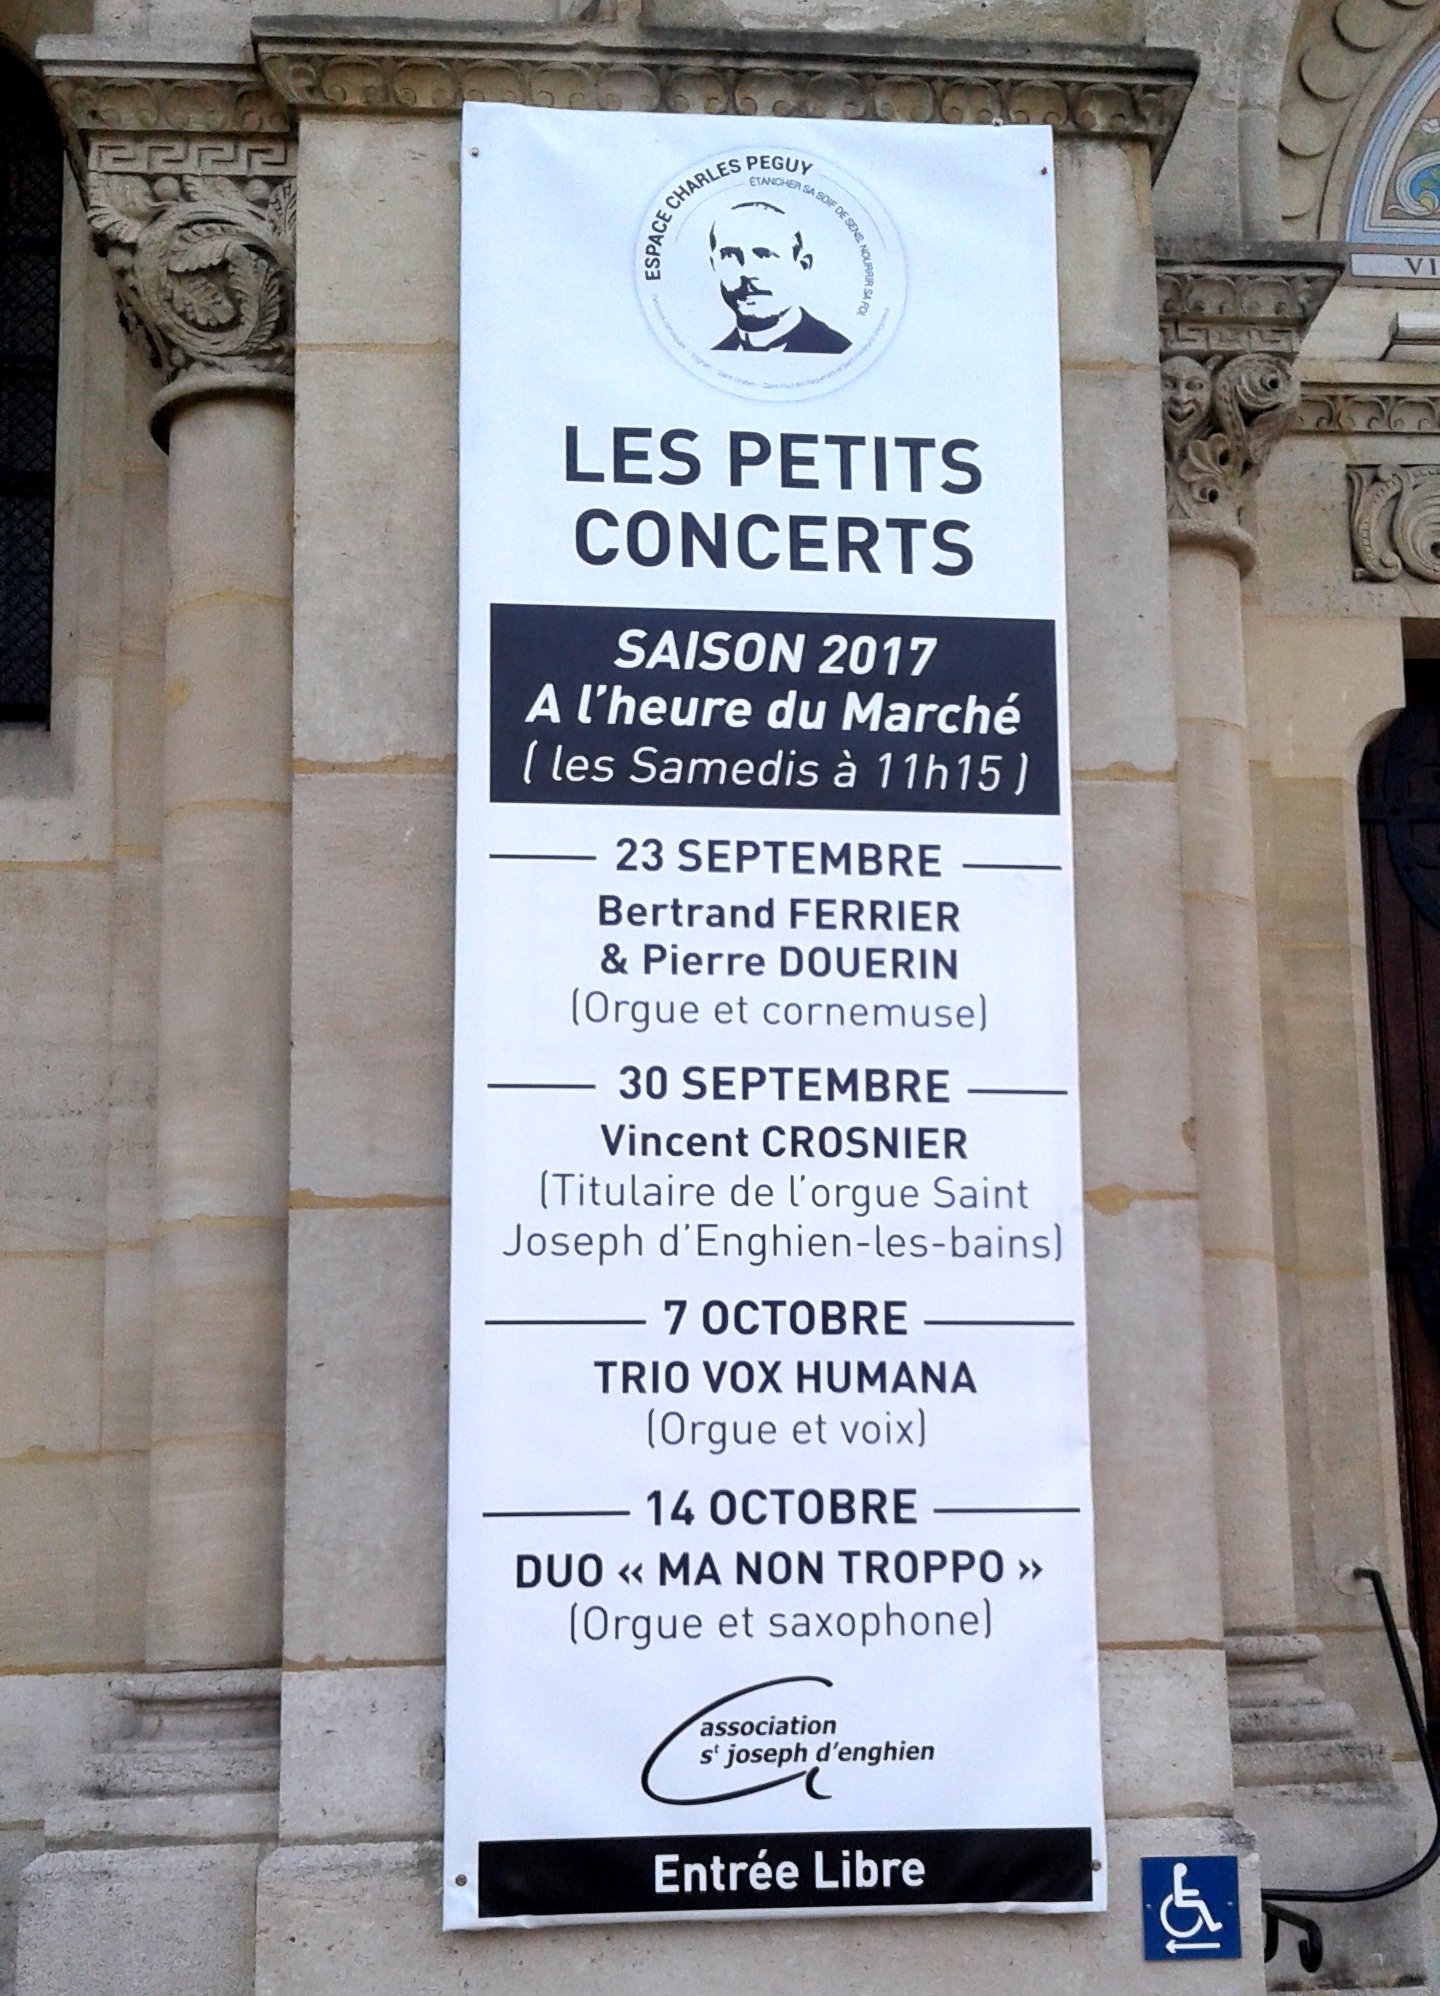 ESPACE CHARLES PEGUY
ÉTANCHER SA SOIF DE SENS, NOURRIR SA FOI
LES PETITS
CONCERTS
SAISON 2017
A l'heure du Marché
( les Samedis à 11h15 )
23 SEPTEMBRE
Bertrand FERRIER
& Pierre DOUERIN
(Orgue et cornemuse)
30 SEPTEMBRE
Vincent CROSNIER
(Titulaire de l'orgue Saint
Joseph d'Enghien-les-bains)
7 OCTOBRE
TRIO VOX HUMANA
(Orgue et voix)
14 OCTOBRE
DUO « MA NON TROPPO »
(Orgue et saxophone)
association
st joseph d'enghien
Entrée Libre
VI